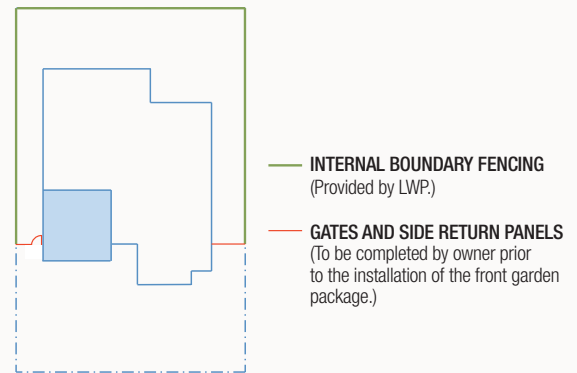 INTERNAL BOUNDARY FENCING
(Provided by LWP.)
GATES AND SIDE RETURN PANELS
(To be completed by owner prior
to the installation of the front garden
package.)